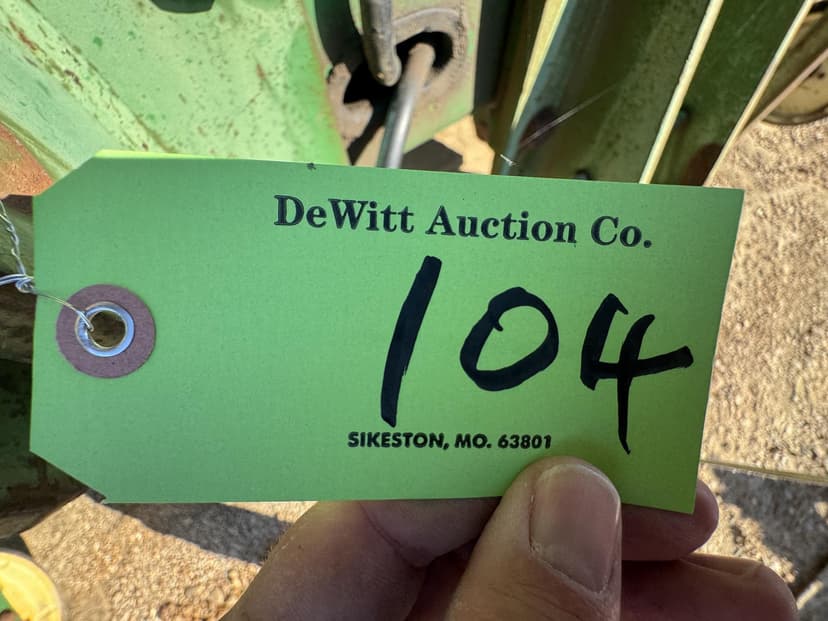 DeWitt Auction Co.
104
SIKESTON, MO. 63801